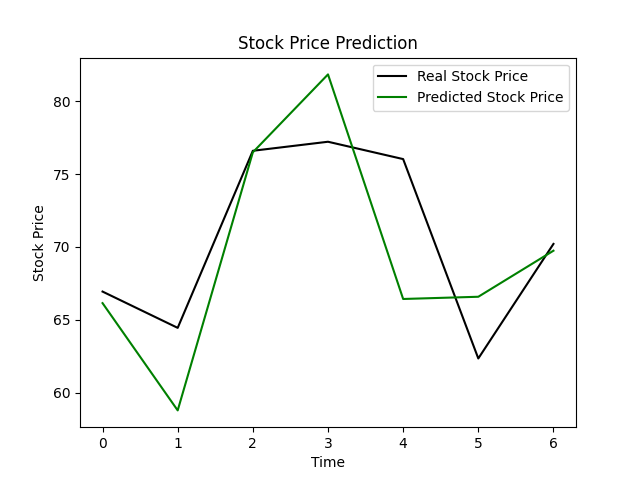 Stock Price Prediction
Real Stock Price
Predicted Stock Price
80
75
70
65
60
Stock Price
0 1 2 3 4 5 6
Time